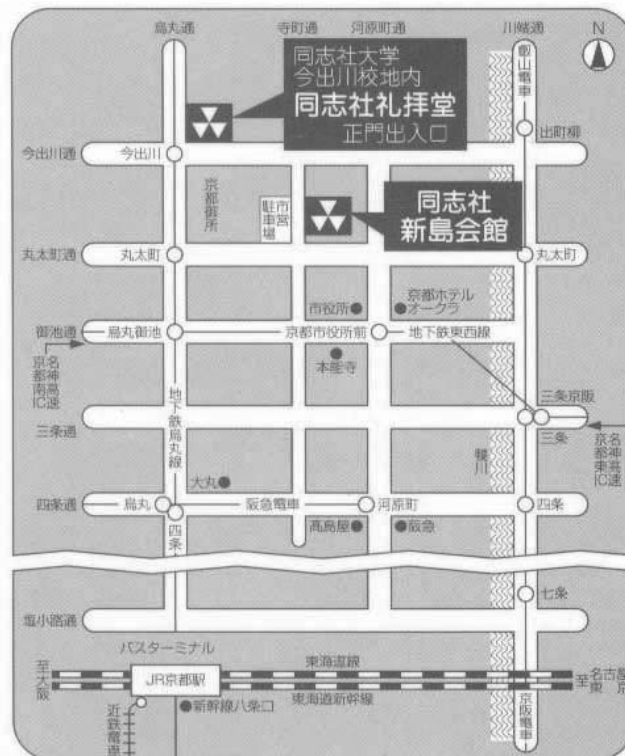 烏丸通
寺町通
河原町通
川端通
N
叡山電車
同志社大学
今出川校地内
同志社礼拝堂
正門出入口
出町柳
今出川通
今出川
京都御所
市営
駐車場
同志社
新島会館
丸太町通
丸太町
丸太町
市役所
京都ホテル
オークラ
御池通
烏丸御池
京都市役所前
地下鉄東西線
本能寺
名神高速
京都南IC
地下鉄烏丸線
三条京阪
三条通
三条
名神高速
京都東IC
鴨川
大丸
四条通
烏丸
阪急電車
河原町
四条
四条
髙島屋
阪急
七条
塩小路通
バスターミナル
至大阪
JR京都駅
東海道線
東海道新幹線
至名古屋
東京
新幹線八条口
近鉄電車
京阪電車